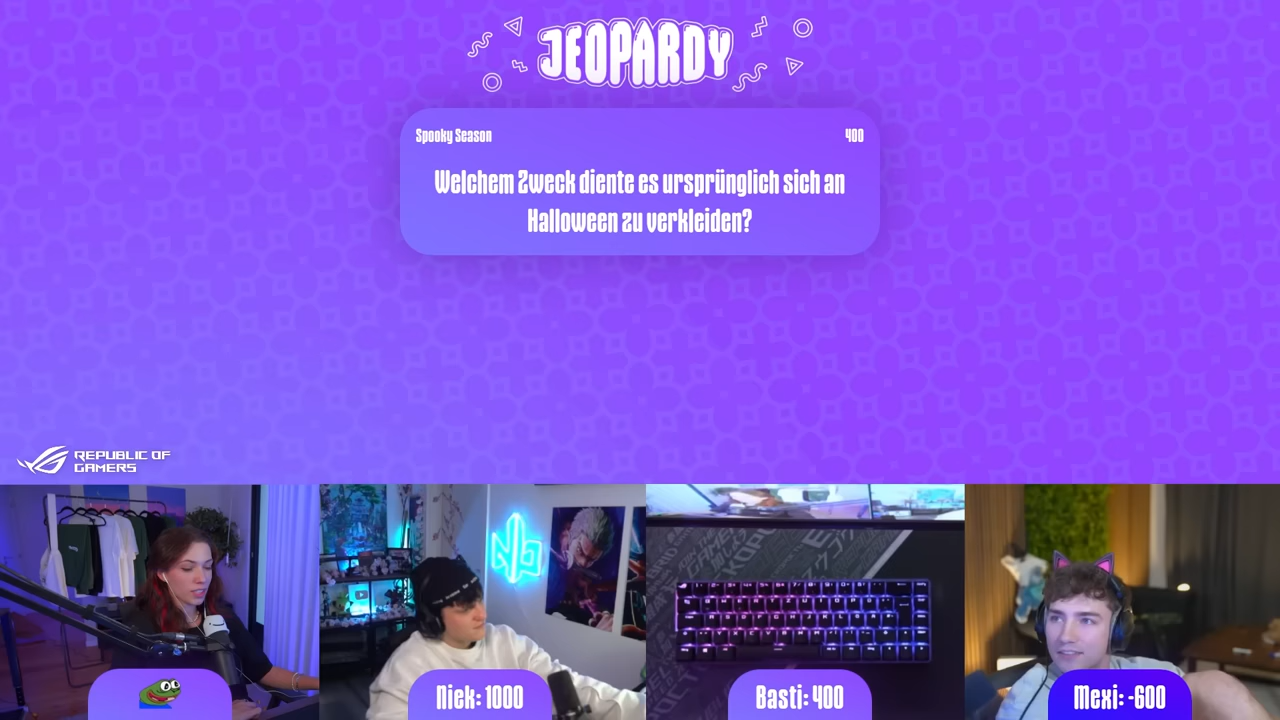 JEOPARDY
Spooky Season
400
Welchem Zweck diente es ursprünglich sich an
Halloween zu verkleiden?
REPUBLIC OF
GAMERS
Niek: 1000
Basti: 400
Mexi: -600